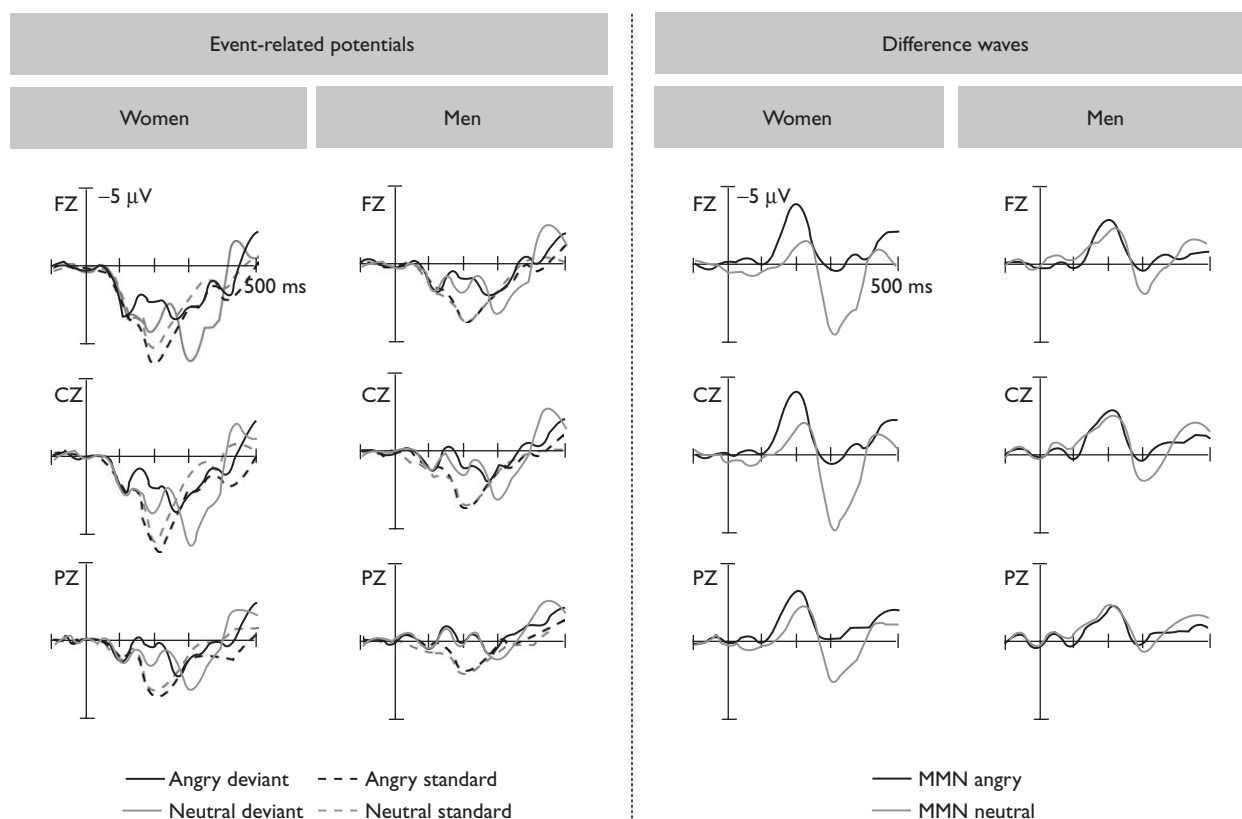 Event-related potentials
Difference waves
Women
Men
Women
Men
FZ
–5 μV
FZ
FZ
–5 μV
FZ
500 ms
500 ms
CZ
CZ
CZ
CZ
PZ
PZ
PZ
PZ
Angry deviant
Angry standard
MMN angry
Neutral deviant
Neutral standard
MMN neutral